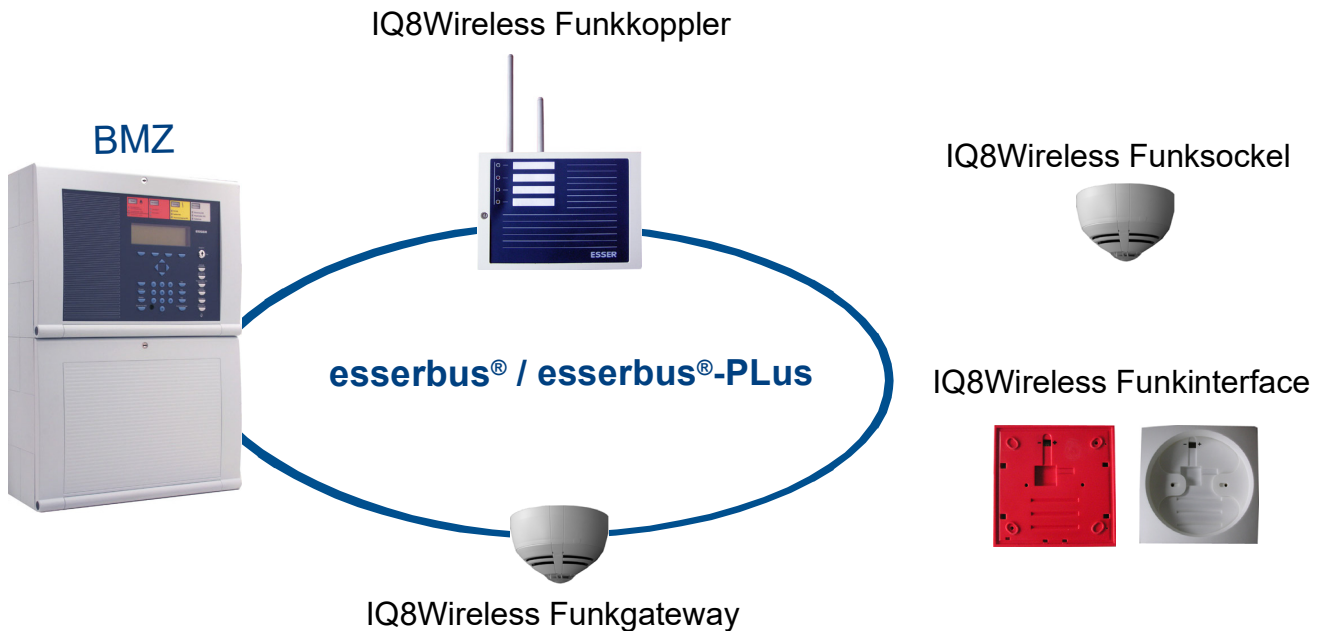 IQ8Wireless Funkkoppler
BMZ
IQ8Wireless Funksockel
ESSER
esserbus® / esserbus®-PLus
IQ8Wireless Funkinterface
IQ8Wireless Funkgateway